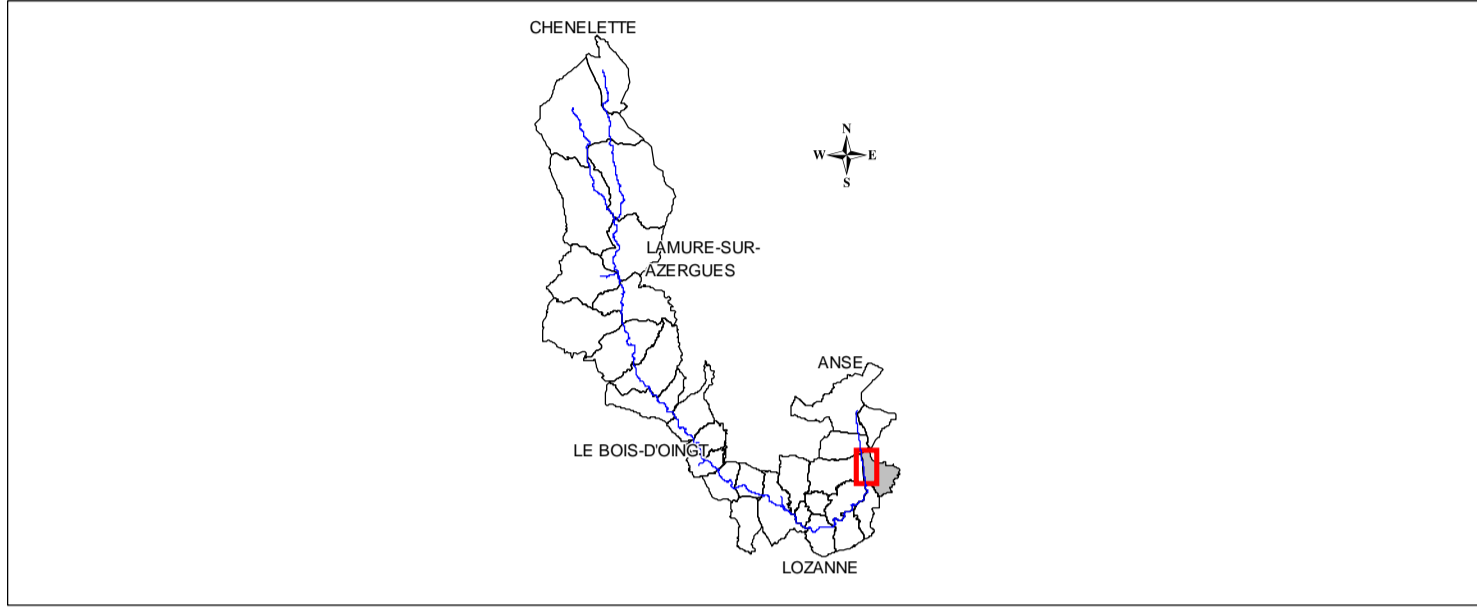 CHENELETTE
N
W E
S
LAMURE-SUR-
AZERGUES
ANSE
LE BOIS-D'OINGT
LOZANNE